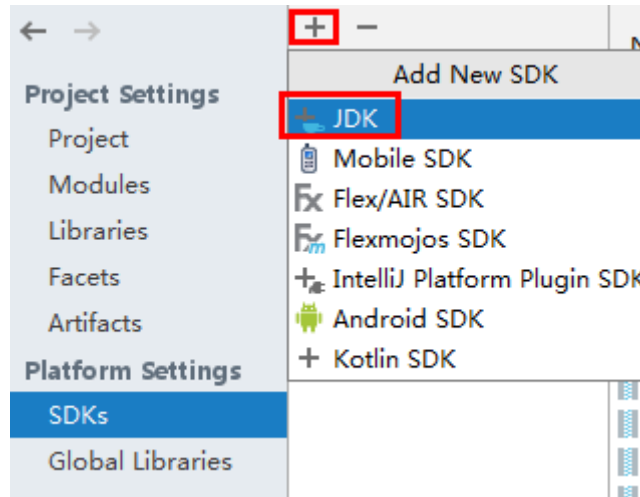 Project Settings
Project
Modules
Libraries
Facets
Artifacts
Platform Settings
SDKs
Global Libraries
Add New SDK
JDK
Mobile SDK
Flex/AIR SDK
Flexmojos SDK
IntelliJ Platform Plugin SDK
Android SDK
Kotlin SDK